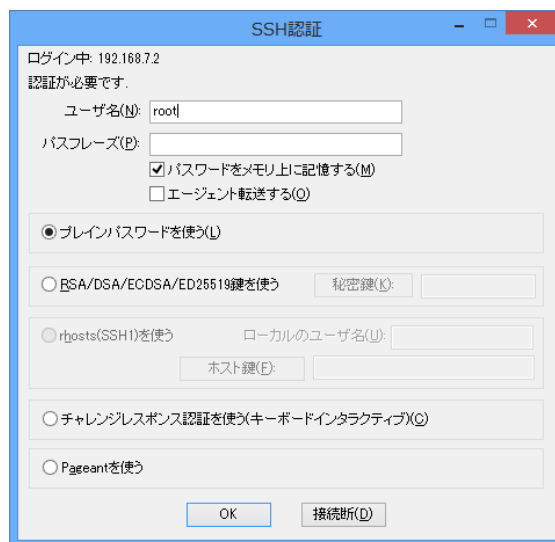 SSH認証
ログイン中: 192.168.7.2
認証が必要です.
ユーザ名(N): root
パスフレーズ(P):
パスワードをメモリ上に記憶する(M)
エージェント転送する(O)
プレインパスワードを使う(L)
RSA/DSA/ECDSA/ED25519鍵を使う 秘密鍵(K):
rhosts(SSH1)を使う ローカルのユーザ名(U):
ホスト鍵(F):
チャレンジレスポンス認証を使う(キーボードインタラクティブ)(C)
Pageantを使う
OK 接続断(D)